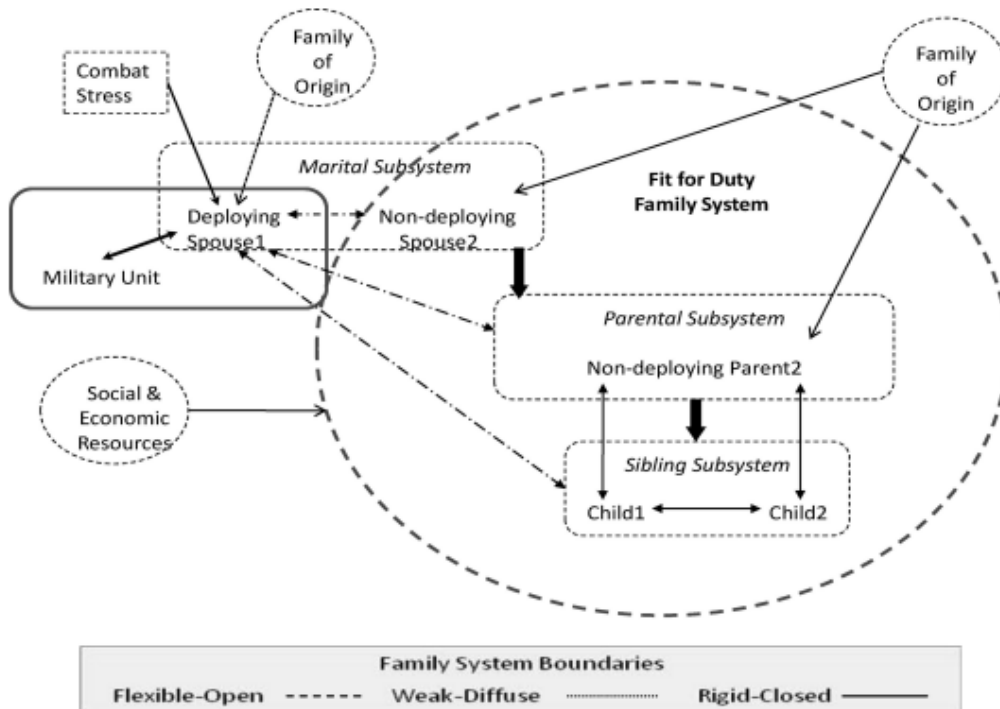 Combat
Stress
Family
of
Origin
Family
of
Origin
Marital Subsystem
Fit for Duty
Family System
Deploying
Spouse1
Non-deploying
Spouse2
Military Unit
Parental Subsystem
Non-deploying Parent2
Social &
Economic
Resources
Sibling Subsystem
Child1
Child2
Family System Boundaries
Flexible-Open Weak-Diffuse Rigid-Closed